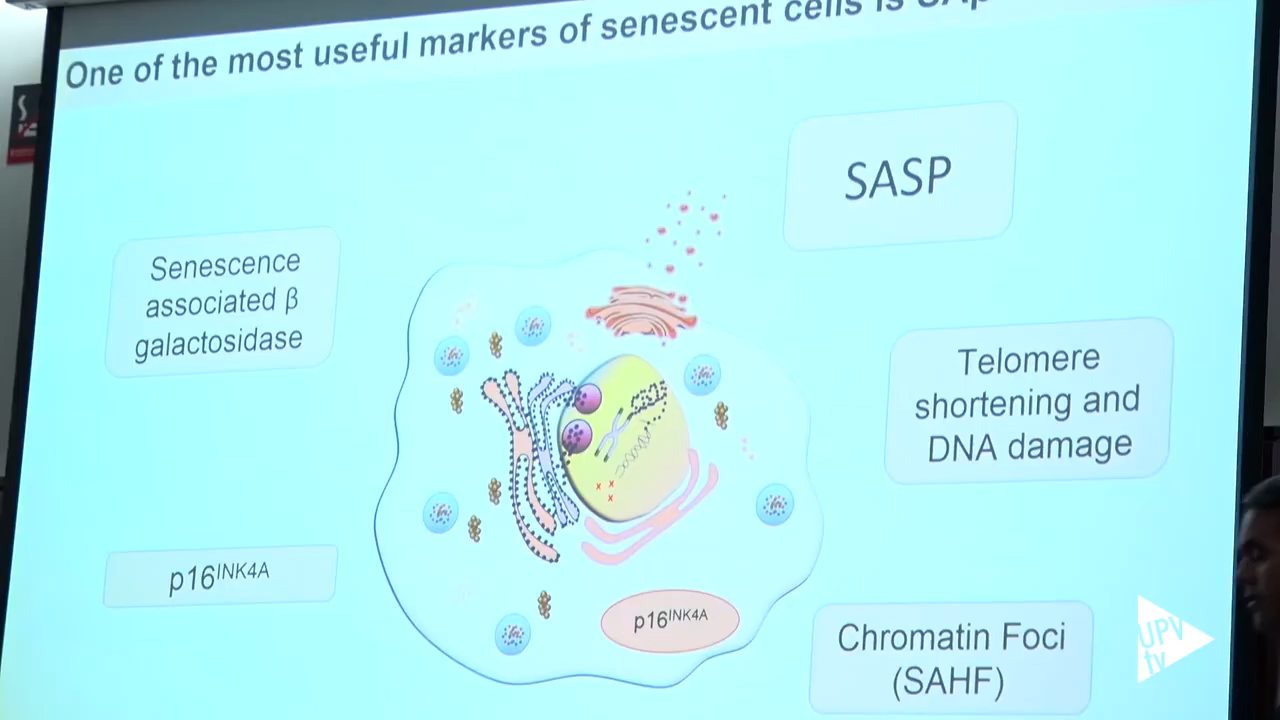 One of the most useful markers of senescent cells is
SASP
Senescence
associated β
galactosidase
Telomere
shortening and
DNA damage
p16INK4A
p16INK4A
Chromatin Foci
(SAHF)
UPV
tv